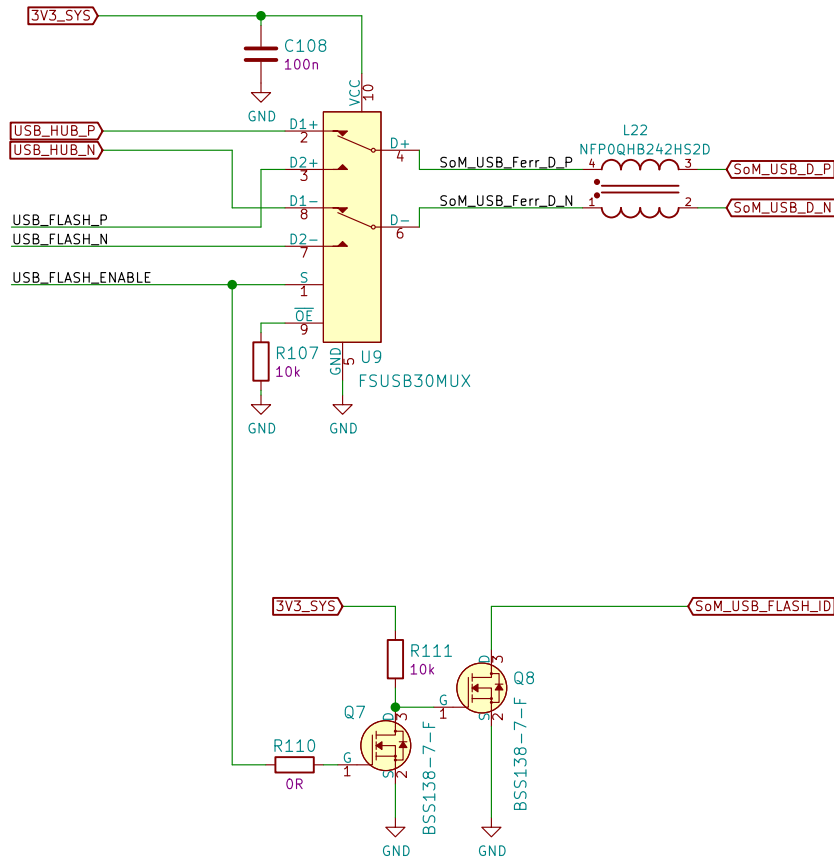 3V3_SYS
C108
100n
GND
VCC
10
USB_HUB_P
USB_HUB_N
D1+
2
D2+
3
D1-
8
D2-
7
S
1
OE
9
D+
4
D-
6
GND
5
U9
FSUSB30MUX
USB_FLASH_P
USB_FLASH_N
USB_FLASH_ENABLE
R107
10k
GND
GND
SoM_USB_Ferr_D_P
SoM_USB_Ferr_D_N
L22
NFP0QHB242HS2D
4
3
1
2
SoM_USB_D_P
SoM_USB_D_N
3V3_SYS
SoM_USB_FLASH_ID
R111
10k
Q8
D
3
G
1
S
2
BSS138-7-F
Q7
D
3
G
1
S
2
BSS138-7-F
R110
0R
GND
GND